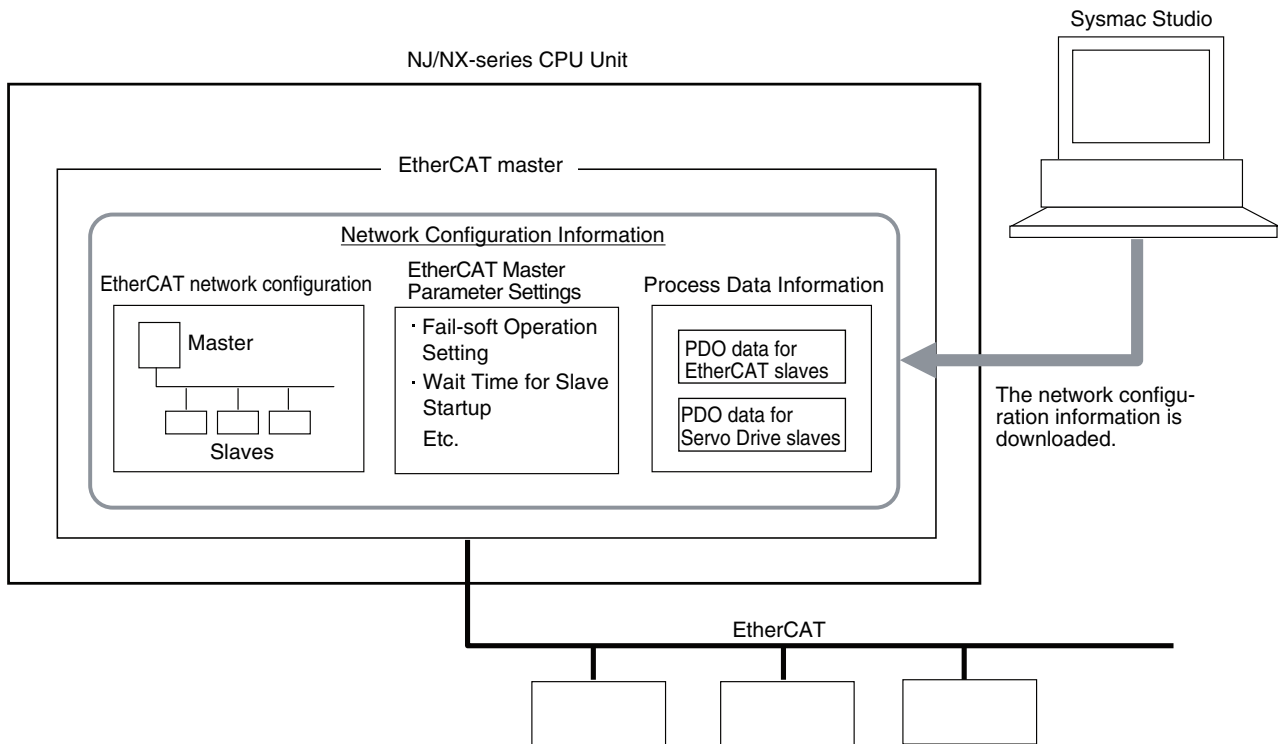 Sysmac Studio
NJ/NX-series CPU Unit
EtherCAT master
Network Configuration Information
EtherCAT network configuration
Master
Slaves
EtherCAT Master
Parameter Settings
· Fail-soft Operation
Setting
· Wait Time for Slave
Startup
Etc.
Process Data Information
PDO data for
EtherCAT slaves
PDO data for
Servo Drive slaves
The network configu-
ration information is
downloaded.
EtherCAT